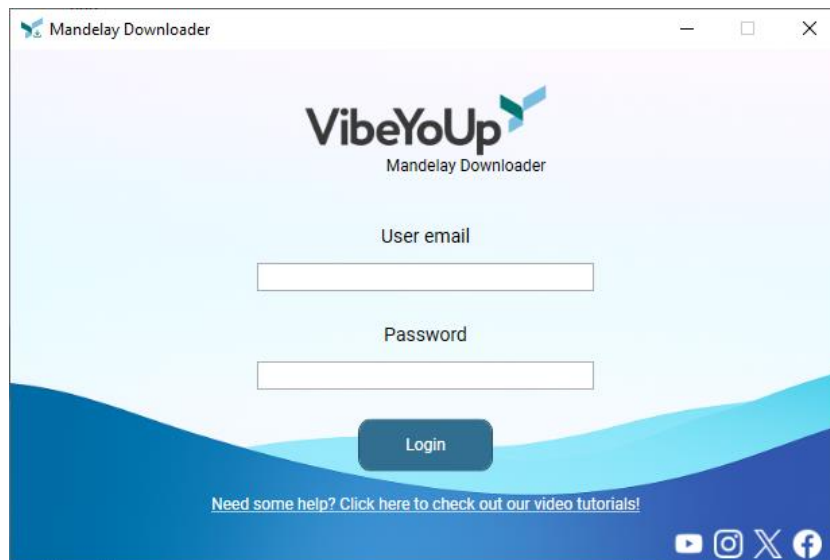 Mandelay Downloader
VibeYoUp
Mandelay Downloader
User email
Password
Login
Need some help? Click here to check out our video tutorials!